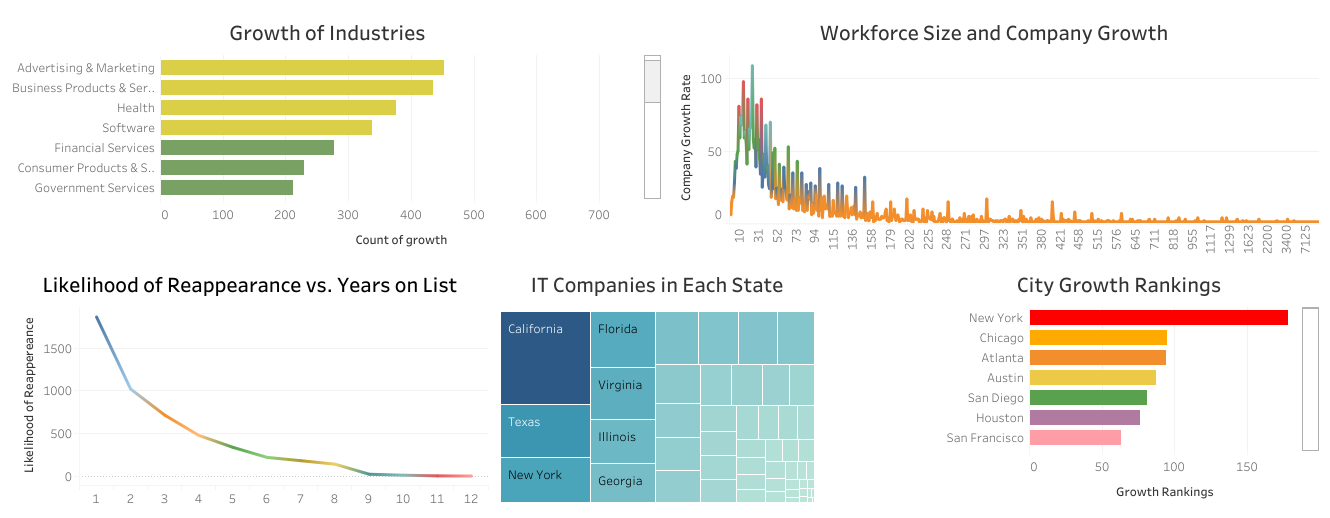 Growth of Industries
Advertising & Marketing
Business Products & Ser..
Health
Software
Financial Services
Consumer Products & S..
Government Services
0 100 200 300 400 500 600 700
Count of growth
Workforce Size and Company Growth
Company Growth Rate
100
50
0
10 31 52 73 94 115 136 158 179 202 225 248 271 297 323 351 380 421 458 515 576 645 711 818 955 1117 1299 1623 2200 3400 7125
Likelihood of Reappearance vs. Years on List
Likelihood of Reappereance
1500
1000
500
0
1 2 3 4 5 6 7 8 9 10 11 12
IT Companies in Each State
California
Texas
New York
Florida
Virginia
Illinois
Georgia
City Growth Rankings
New York
Chicago
Atlanta
Austin
San Diego
Houston
San Francisco
0 50 100 150
Growth Rankings